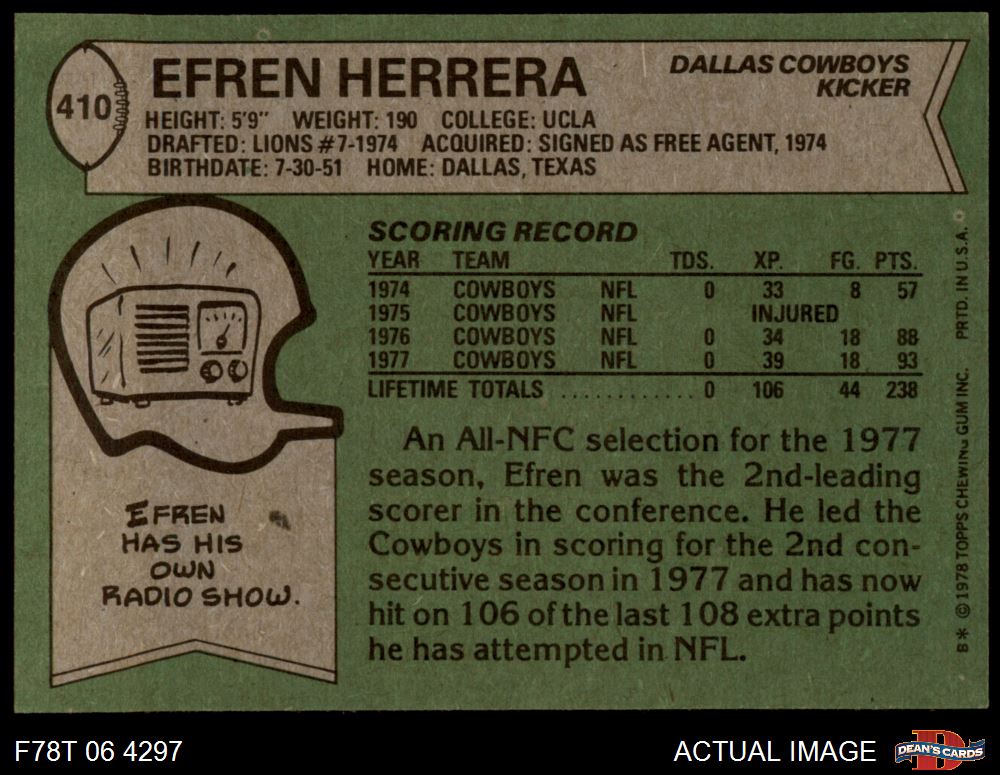 410
EFREN HERRERA
DALLAS COWBOYS
KICKER
HEIGHT: 5'9" WEIGHT: 190 COLLEGE: UCLA
DRAFTED: LIONS #7-1974 ACQUIRED: SIGNED AS FREE AGENT, 1974
BIRTHDATE: 7-30-51 HOME: DALLAS, TEXAS
SCORING RECORD
YEAR TEAM TDS. XP. FG. PTS.
1974 COWBOYS NFL 0 33 8 57
1975 COWBOYS NFL INJURED
1976 COWBOYS NFL 0 34 18 88
1977 COWBOYS NFL 0 39 18 93
LIFETIME TOTALS ............ 0 106 44 238
An All-NFC selection for the 1977
season, Efren was the 2nd-leading
scorer in the conference. He led the
Cowboys in scoring for the 2nd con-
secutive season in 1977 and has now
hit on 106 of the last 108 extra points
he has attempted in NFL.
EFREN
HAS HIS
OWN
RADIO SHOW.
B* © 1978 TOPPS CHEWING GUM INC. PRTD. IN U.S.A.
F78T 06 4297
ACTUAL IMAGE
D
DEAN'S CARDS